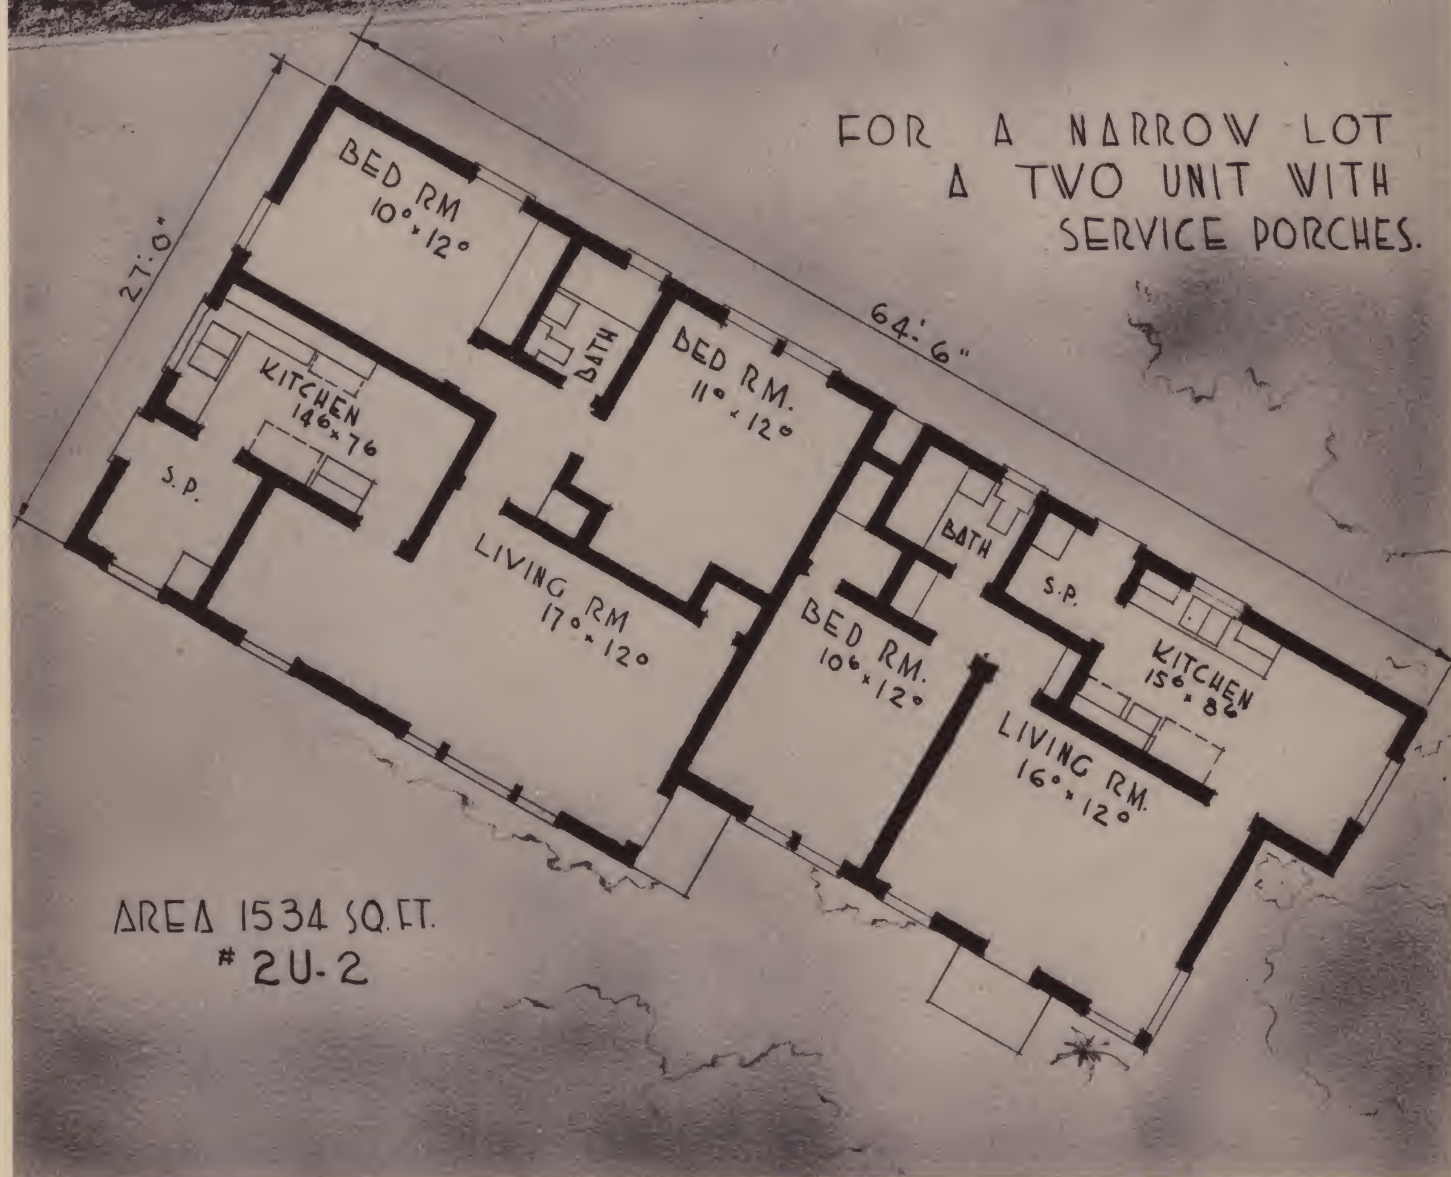 FOR A NARROW LOT
A TWO UNIT WITH
SERVICE PORCHES.
27'-0"
64'-6"
BED RM
10⁰ x 12⁰
BATH
BED RM.
11⁰ x 12⁰
KITCHEN
14⁶ x 7⁶
S.P.
LIVING RM
17⁰ x 12⁰
BATH
S.P.
BED RM.
10⁶ x 12⁰
KITCHEN
15⁶ x 8⁶
LIVING RM.
16⁰ x 12⁰
AREA 1534 SQ. FT.
# 2U-2